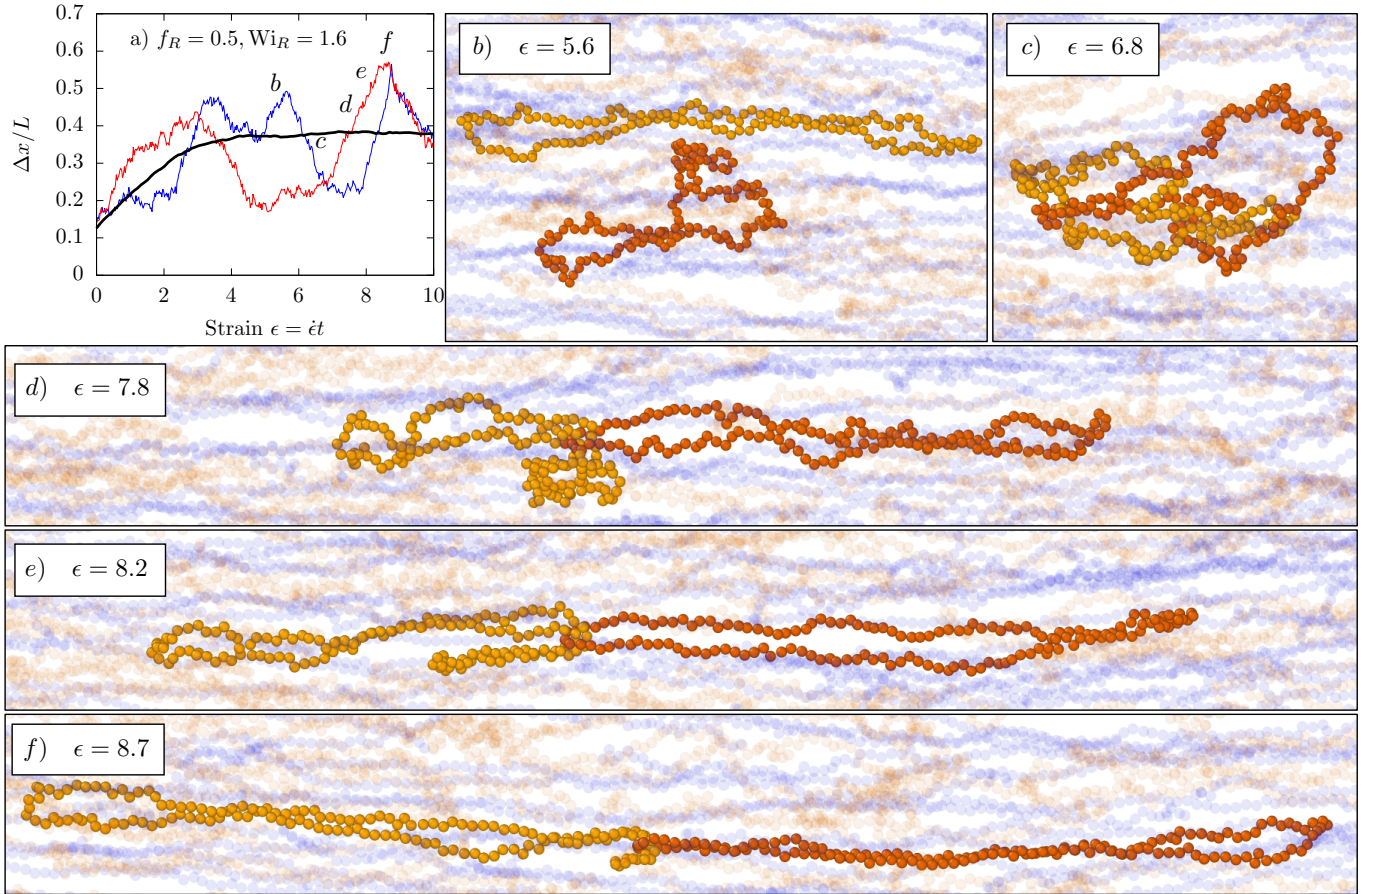 a) f_R = 0.5, Wi_R = 1.6
0.7
0.6
0.5
0.4
0.3
0.2
0.1
0
Δx/L
b
c
d
e
f
0 2 4 6 8 10
Strain ϵ = ϵ̇t
b) ϵ = 5.6
c) ϵ = 6.8
d) ϵ = 7.8
e) ϵ = 8.2
f) ϵ = 8.7